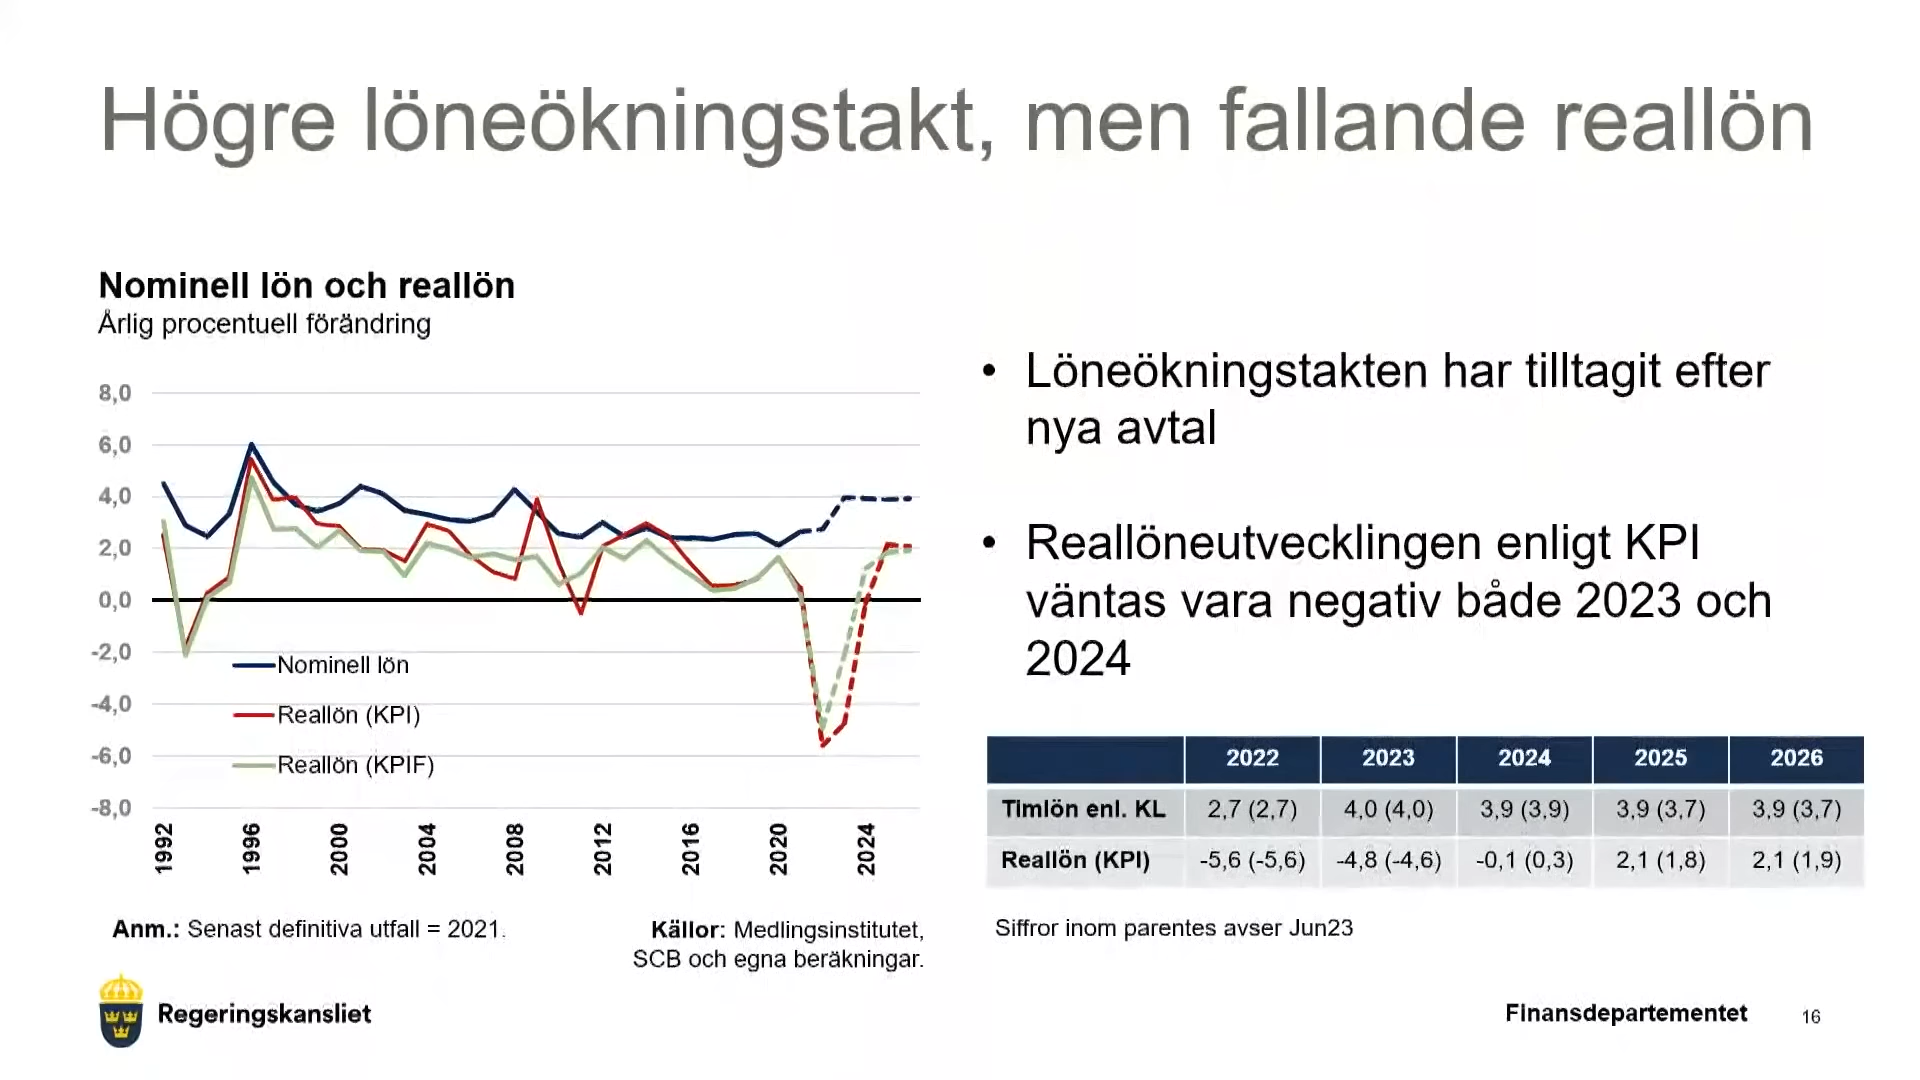 Högre löneökningstakt, men fallande reallön
Nominell lön och reallön
Årlig procentuell förändring
8,0
6,0
4,0
2,0
0,0
-2,0
-4,0
-6,0
-8,0
Nominell lön
Reallön (KPI)
Reallön (KPIF)
1992
1996
2000
2004
2008
2012
2016
2020
2024
Anm.: Senast definitiva utfall = 2021.
Källor: Medlingsinstitutet,
SCB och egna beräkningar.
• Löneökningstakten har tilltagit efter
nya avtal
• Reallöneutvecklingen enligt KPI
väntas vara negativ både 2023 och
2024
2022 2023 2024 2025 2026
Timlön enl. KL 2,7 (2,7) 4,0 (4,0) 3,9 (3,9) 3,9 (3,7) 3,9 (3,7)
Reallön (KPI) -5,6 (-5,6) -4,8 (-4,6) -0,1 (0,3) 2,1 (1,8) 2,1 (1,9)
Siffror inom parentes avser Jun23
Regeringskansliet
Finansdepartementet 16